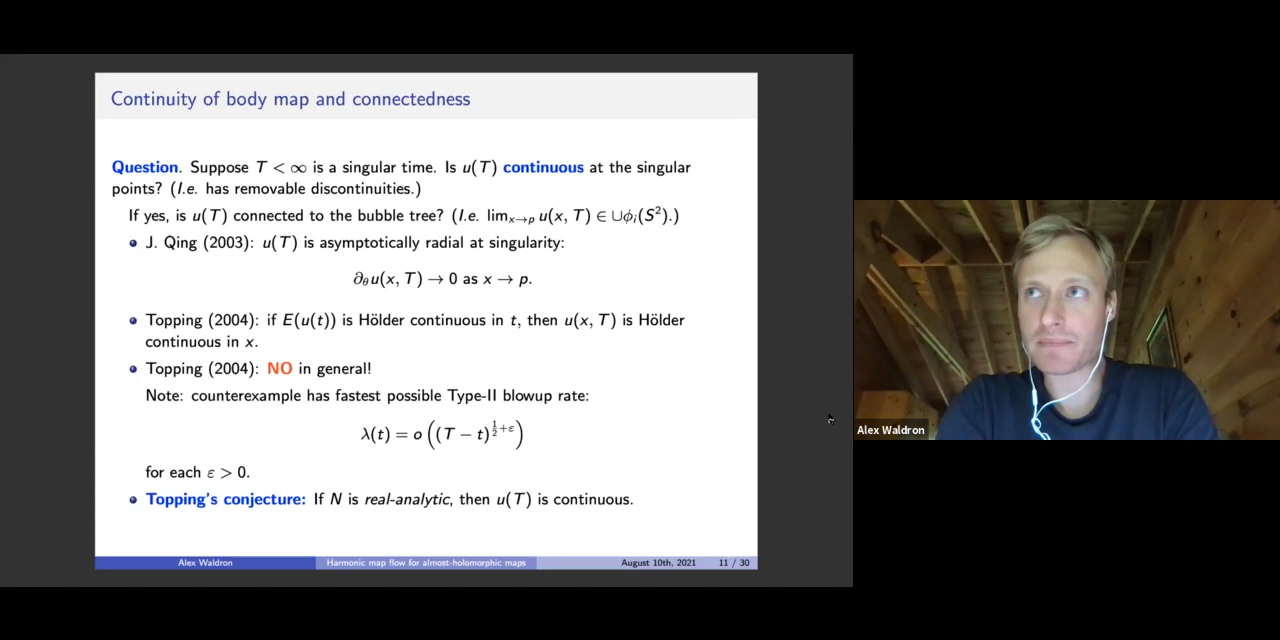 Continuity of body map and connectedness
Question. Suppose T < ∞ is a singular time. Is u(T) continuous at the singular
points? (I.e. has removable discontinuities.)
If yes, is u(T) connected to the bubble tree? (I.e. lim_{x→p} u(x, T) ∈ ∪ϕ_i(S²).)
J. Qing (2003): u(T) is asymptotically radial at singularity:
∂_θ u(x, T) → 0 as x → p.
Topping (2004): if E(u(t)) is Hölder continuous in t, then u(x, T) is Hölder
continuous in x.
Topping (2004): NO in general!
Note: counterexample has fastest possible Type-II blowup rate:
λ(t) = o ((T − t)^{1/2+ε})
for each ε > 0.
Topping's conjecture: If N is real-analytic, then u(T) is continuous.
Alex Waldron
Harmonic map flow for almost-holomorphic maps
August 10th, 2021
11 / 30
Alex Waldron